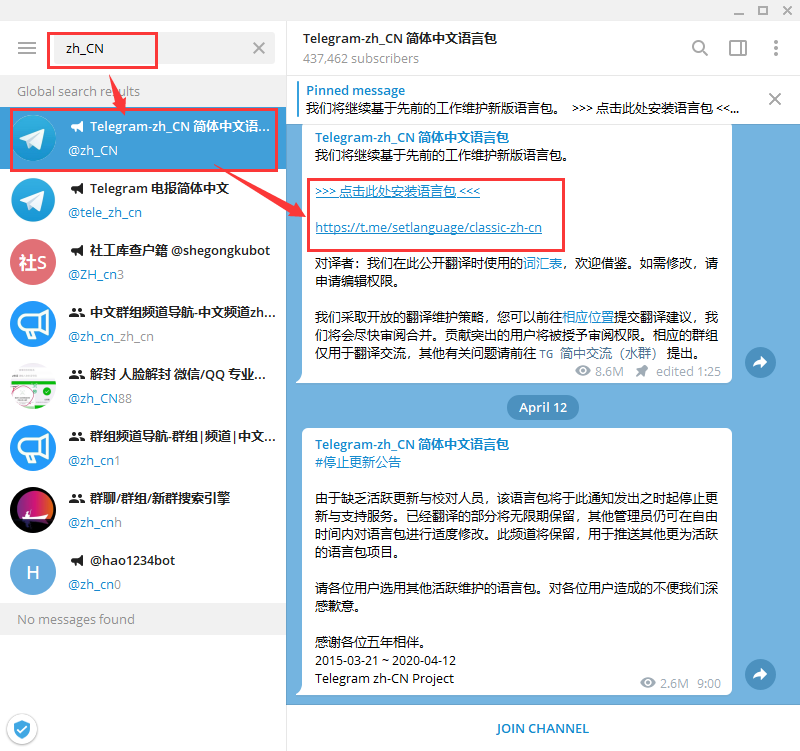 zh_CN
Global search results
Telegram-zh_CN 简体中文语...
@zh_CN
Telegram 电报简体中文
@tele_zh_cn
社S
社工库查户籍 @shegongkubot
@ZH_cn3
中文群组频道导航-中文频道zh...
@zh_cn_zh_cn
解封 人脸解封 微信/QQ 专业...
@zh_CN88
群组频道导航-群组|频道|中文...
@zh_cn1
群聊/群组/新群搜索引擎
@zh_cnh
H
@hao1234bot
@zh_cn0
No messages found
Telegram-zh_CN 简体中文语言包
437,462 subscribers
Pinned message
我们将继续基于先前的工作维护新版语言包。 >>> 点击此处安装语言包 <<...
Telegram-zh_CN 简体中文语言包
我们将继续基于先前的工作维护新版语言包。
>>> 点击此处安装语言包 <<<
https://t.me/setlanguage/classic-zh-cn
对译者：我们在此公开翻译时使用的词汇表，欢迎借鉴。如需修改，请
申请编辑权限。
我们采取开放的翻译维护策略，您可以前往相应位置提交翻译建议，我
们将会尽快审阅合并。贡献突出的用户将被授予审阅权限。相应的群组
仅用于翻译交流，其他有关问题请前往 TG 简中交流（水群） 提出。
8.6M edited 1:25
April 12
Telegram-zh_CN 简体中文语言包
#停止更新公告
由于缺乏活跃更新与校对人员，该语言包将于此通知发出之时起停止更
新与支持服务。已经翻译的部分将无限期保留，其他管理员仍可在自由
时间内对语言包进行适度修改。此频道将保留，用于推送其他更为活跃
的语言包项目。
请各位用户选用其他活跃维护的语言包。对各位用户造成的不便我们深
感歉意。
感谢各位五年相伴。
2015-03-21 ~ 2020-04-12
Telegram zh-CN Project
2.6M 9:00
JOIN CHANNEL